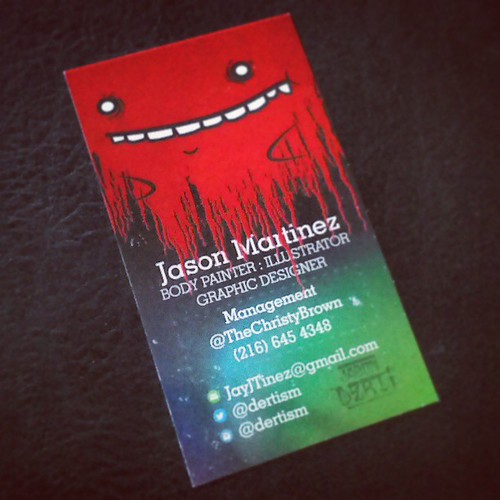 Jason Martinez
BODY PAINTER : ILLUSTRATOR
GRAPHIC DESIGNER
Management
@TheChristyBrown
(216) 645 4348
JayJTinez@gmail.com
@dertism
@dertism